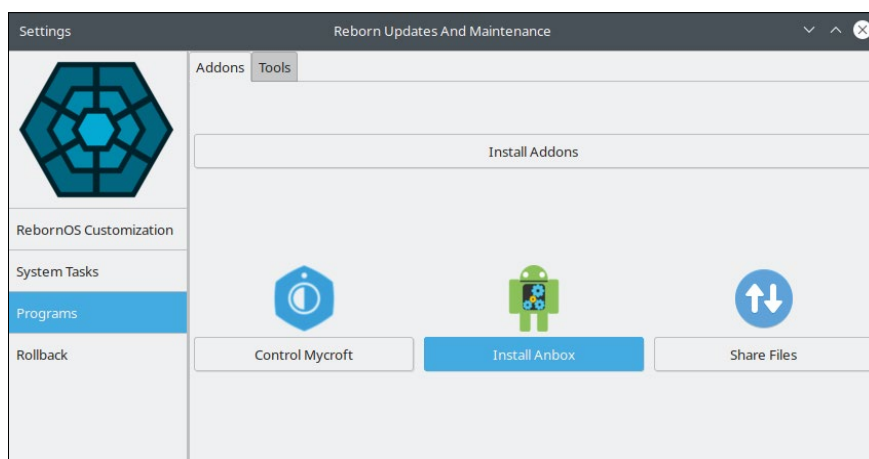 Settings Reborn Updates And Maintenance
Addons Tools
Install Addons
RebornOS Customization
System Tasks
Programs
Rollback
Control Mycroft Install Anbox Share Files